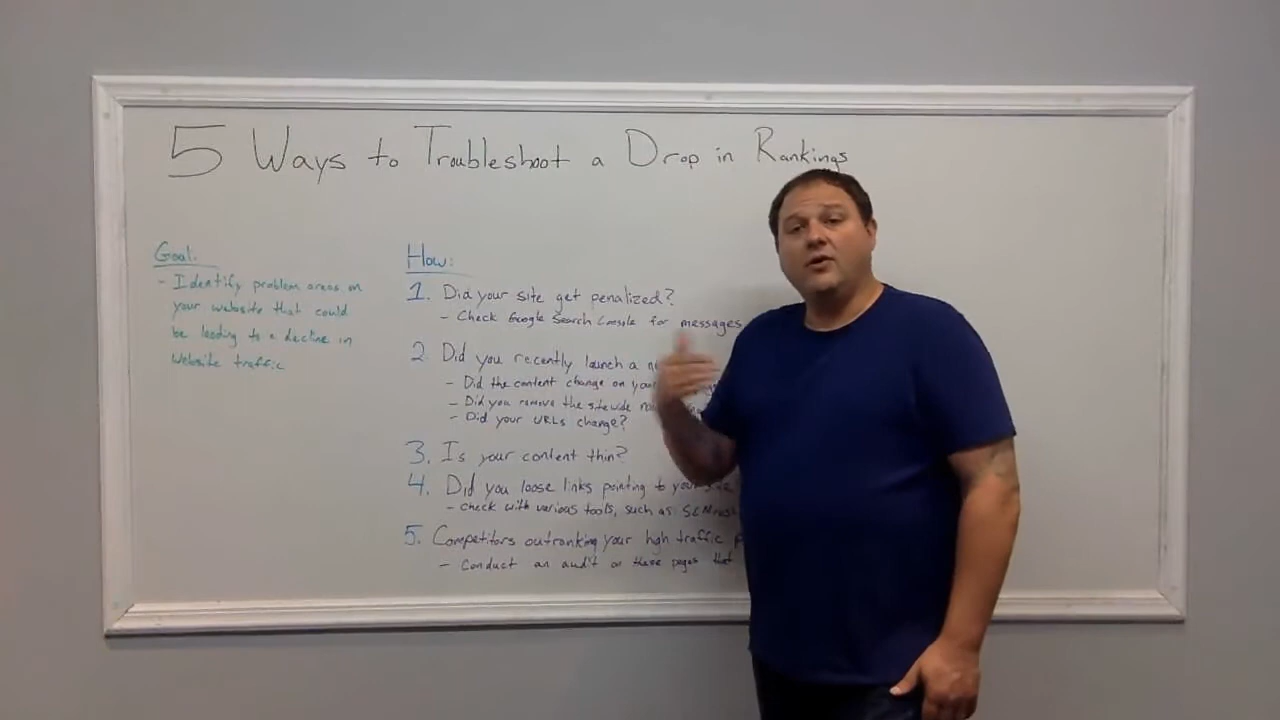 5 Ways to Troubleshoot a Drop in Rankings
Goal:
- Identify problem areas on
your website that could
be leading to a decline in
website traffic
How:
1. Did your site get penalized?
- Check Google Search Console for messages
2. Did you recently launch a
- Did the content change on your
- Did you remove the sitewide
- Did your URLs change?
3. Is your content thin?
4. Did you loose links pointing to your site
- Check with various tools, such as: SEMrush
5. Competitors outranking your high traffic
- Conduct an audit on these pages that